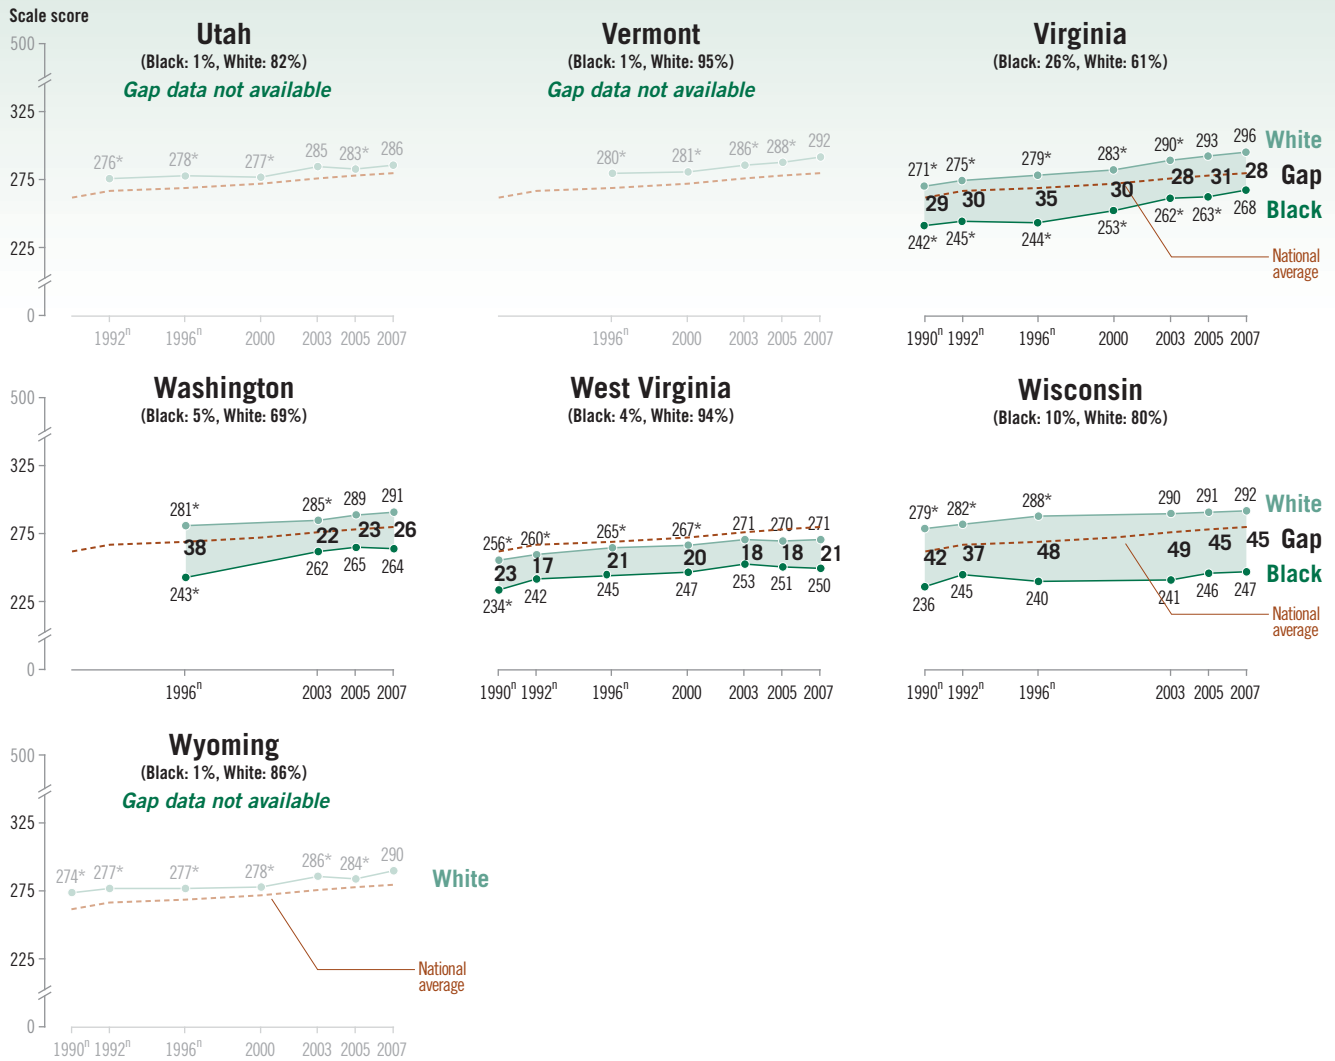 Scale score
Utah
(Black: 1%, White: 82%)
Gap data not available
500
325
275
225
0
276* 278* 277* 285 283* 286
1992n 1996n 2000 2003 2005 2007
Vermont
(Black: 1%, White: 95%)
Gap data not available
280* 281* 286* 288* 292
1996n 2000 2003 2005 2007
Virginia
(Black: 26%, White: 61%)
271* 275* 279* 283* 290* 293 296 White
29 30 35 30 28 31 28 Gap
242* 245* 244* 253* 262* 263* 268 Black
National
average
1990n 1992n 1996n 2000 2003 2005 2007
Washington
(Black: 5%, White: 69%)
500
325
275
225
0
281* 285* 289 291
38 22 23 26
243* 262 265 264
1996n 2003 2005 2007
West Virginia
(Black: 4%, White: 94%)
256* 260* 265* 267* 271 270 271
23 17 21 20 18 18 21
234* 242 245 247 253 251 250
1990n 1992n 1996n 2000 2003 2005 2007
Wisconsin
(Black: 10%, White: 80%)
279* 282* 288* 290 291 292 White
42 37 48 49 45 45 Gap
236 245 240 241 246 247 Black
National
average
1990n 1992n 1996n 2003 2005 2007
Wyoming
(Black: 1%, White: 86%)
Gap data not available
500
325
275
225
0
274* 277* 277* 278* 286* 284* 290 White
National
average
1990n 1992n 1996n 2000 2003 2005 2007